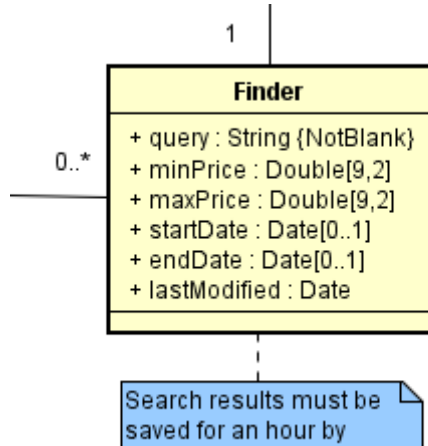 1
Finder
0..*
+ query : String {NotBlank}
+ minPrice : Double[9,2]
+ maxPrice : Double[9,2]
+ startDate : Date[0..1]
+ endDate : Date[0..1]
+ lastModified : Date
Search results must be
saved for an hour by